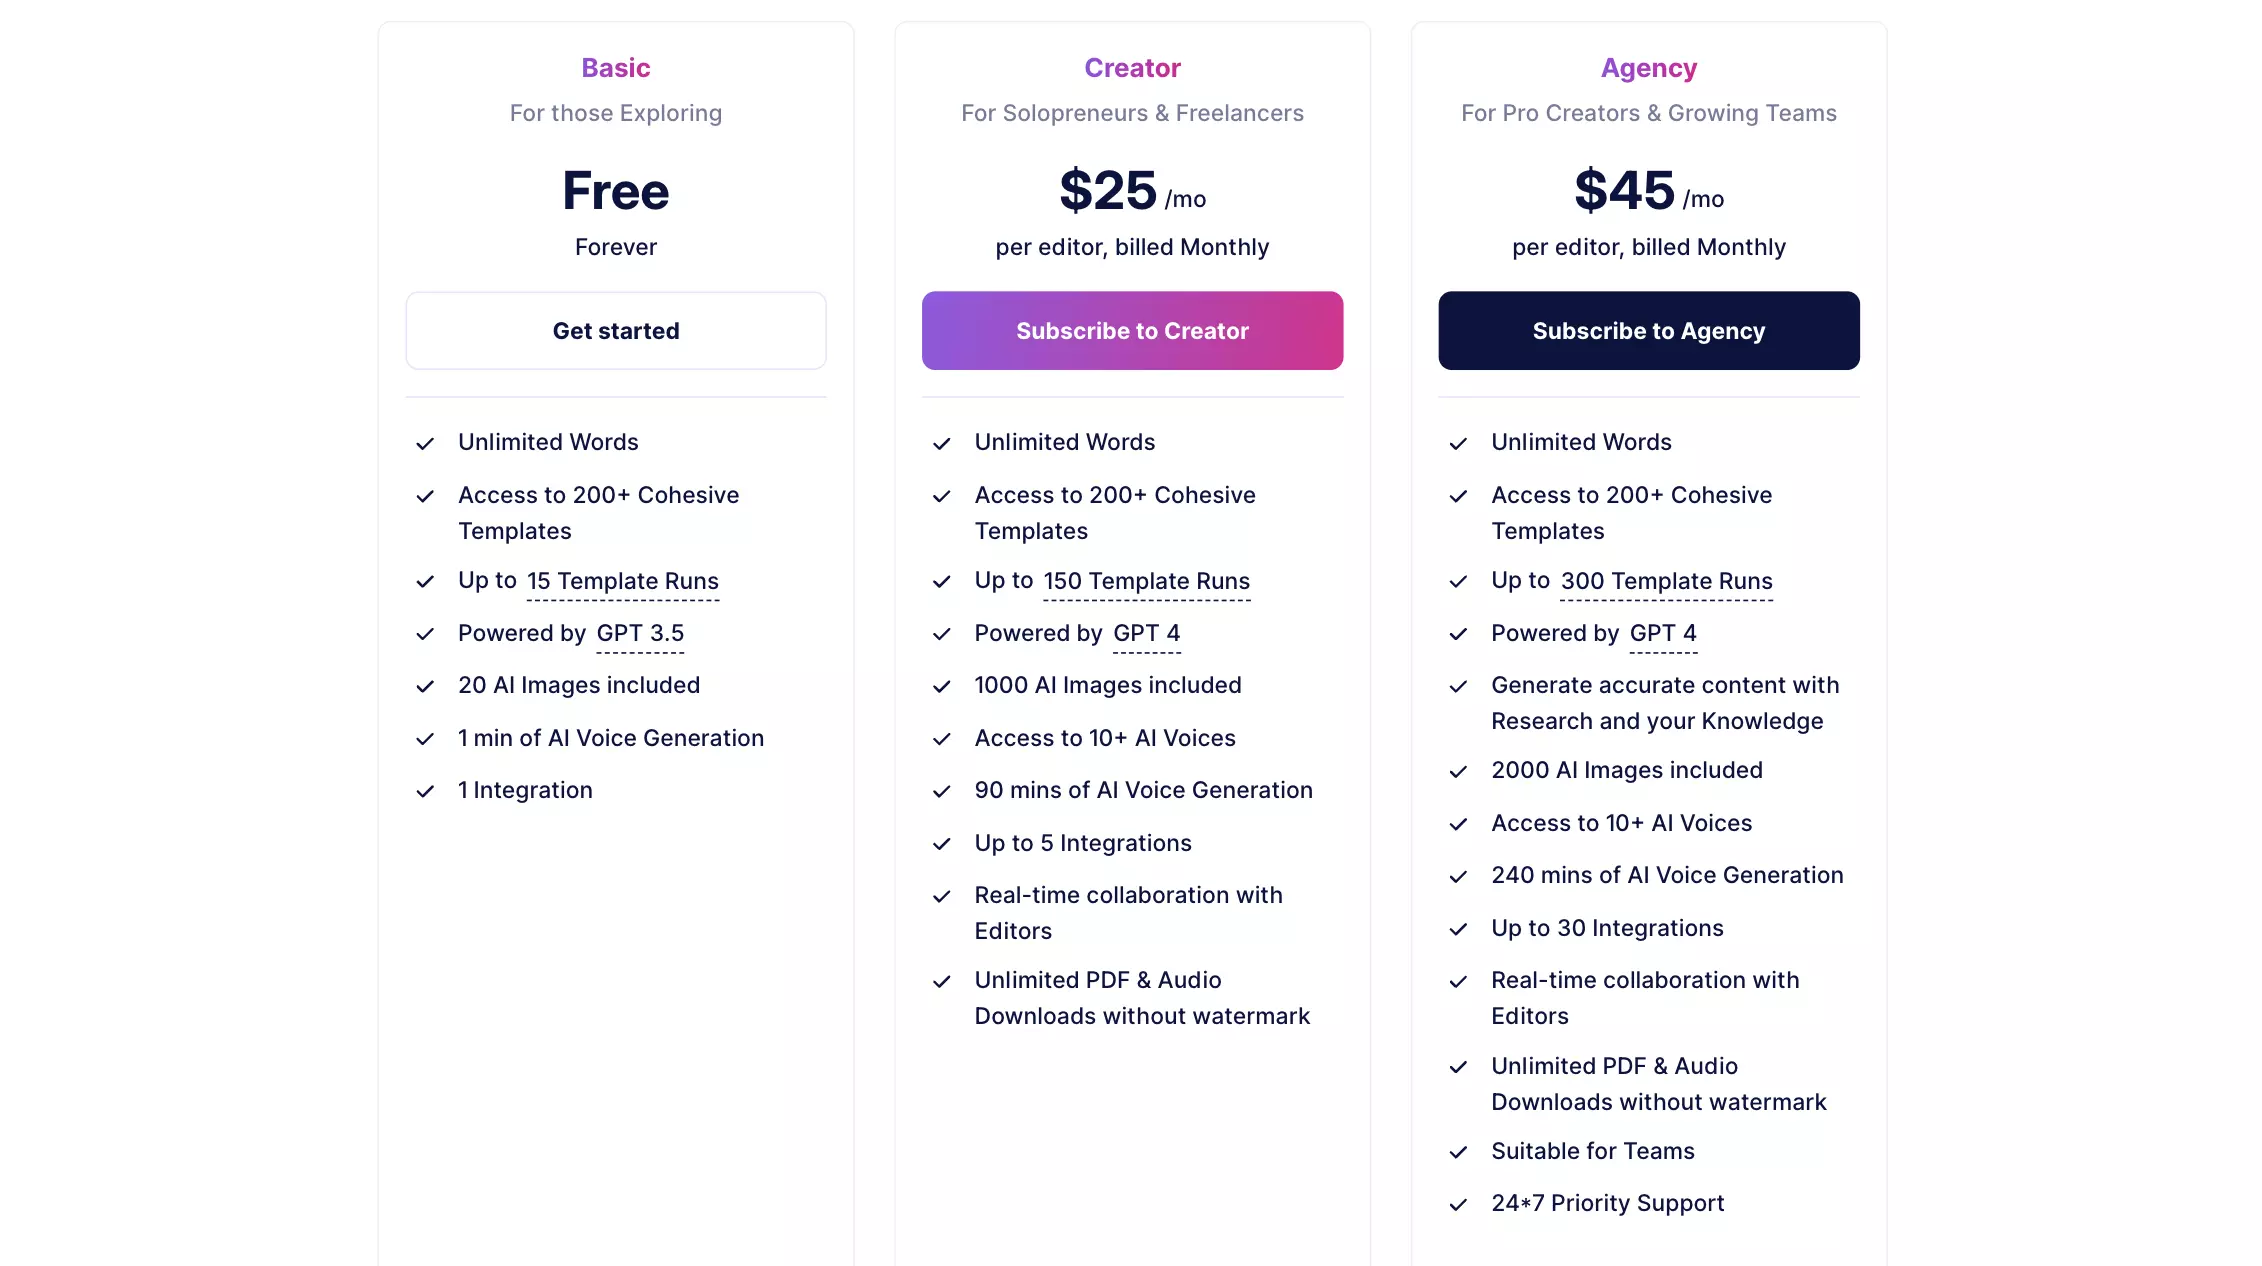 Basic
For those Exploring
Free
Forever
Get started
Unlimited Words
Access to 200+ Cohesive
Templates
Up to 15 Template Runs
Powered by GPT 3.5
20 AI Images included
1 min of AI Voice Generation
1 Integration
Creator
For Solopreneurs & Freelancers
$25 /mo
per editor, billed Monthly
Subscribe to Creator
Unlimited Words
Access to 200+ Cohesive
Templates
Up to 150 Template Runs
Powered by GPT 4
1000 AI Images included
Access to 10+ AI Voices
90 mins of AI Voice Generation
Up to 5 Integrations
Real-time collaboration with
Editors
Unlimited PDF & Audio
Downloads without watermark
Agency
For Pro Creators & Growing Teams
$45 /mo
per editor, billed Monthly
Subscribe to Agency
Unlimited Words
Access to 200+ Cohesive
Templates
Up to 300 Template Runs
Powered by GPT 4
Generate accurate content with
Research and your Knowledge
2000 AI Images included
Access to 10+ AI Voices
240 mins of AI Voice Generation
Up to 30 Integrations
Real-time collaboration with
Editors
Unlimited PDF & Audio
Downloads without watermark
Suitable for Teams
24*7 Priority Support